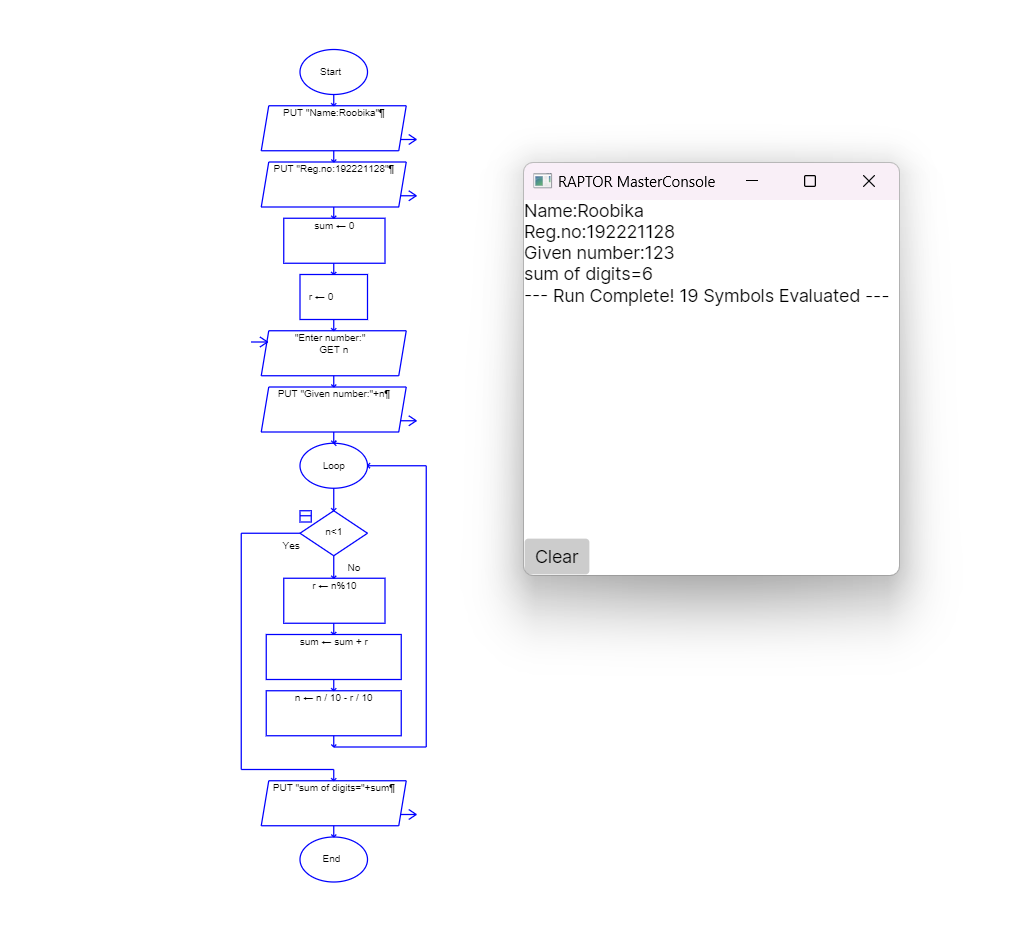 Start
PUT "Name:Roobika"¶
PUT "Reg.no:192221128"¶
sum ← 0
r ← 0
"Enter number:"
GET n
PUT "Given number:"+n¶
Loop
n<1
Yes
No
r ← n%10
sum ← sum + r
n ← n / 10 - r / 10
PUT "sum of digits="+sum¶
End
RAPTOR MasterConsole
Name:Roobika
Reg.no:192221128
Given number:123
sum of digits=6
--- Run Complete! 19 Symbols Evaluated ---
Clear